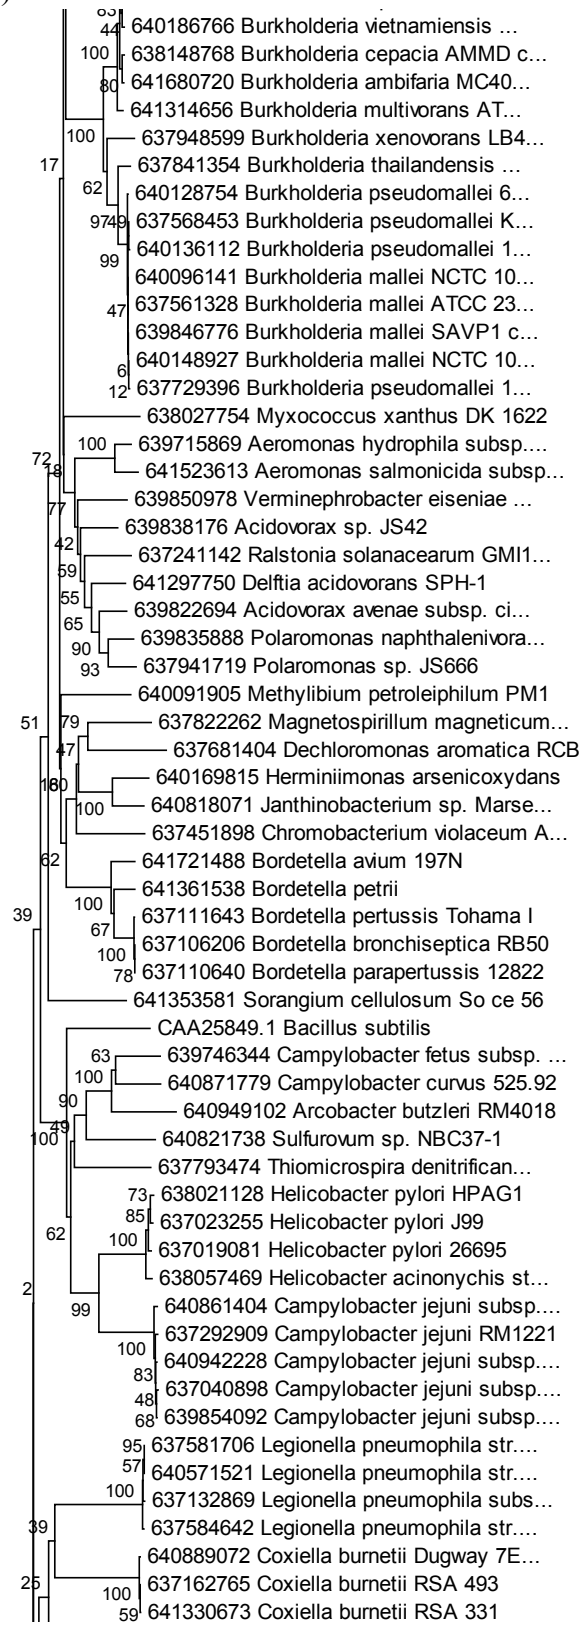 )
83
44
640186766 Burkholderia vietnamiensis ...
100
638148768 Burkholderia cepacia AMMD c...
80
641680720 Burkholderia ambifaria MC40...
641314656 Burkholderia multivorans AT...
100
637948599 Burkholderia xenovorans LB4...
17
637841354 Burkholderia thailandensis ...
62
640128754 Burkholderia pseudomallei 6...
97 49
637568453 Burkholderia pseudomallei K...
640136112 Burkholderia pseudomallei 1...
99
640096141 Burkholderia mallei NCTC 10...
637561328 Burkholderia mallei ATCC 23...
47
639846776 Burkholderia mallei SAVP1 c...
640148927 Burkholderia mallei NCTC 10...
6
12
637729396 Burkholderia pseudomallei 1...
638027754 Myxococcus xanthus DK 1622
100
639715869 Aeromonas hydrophila subsp....
72
18
641523613 Aeromonas salmonicida subsp...
639850978 Verminephrobacter eiseniae ...
77
639838176 Acidovorax sp. JS42
42
637241142 Ralstonia solanacearum GMI1...
59
641297750 Delftia acidovorans SPH-1
55
639822694 Acidovorax avenae subsp. ci...
65
639835888 Polaromonas naphthalenivora...
90
93
637941719 Polaromonas sp. JS666
640091905 Methylibium petroleiphilum PM1
51
79
637822262 Magnetospirillum magneticum...
47
637681404 Dechloromonas aromatica RCB
640169815 Herminiimonas arsenicoxydans
100
640818071 Janthinobacterium sp. Marse...
637451898 Chromobacterium violaceum A...
62
641721488 Bordetella avium 197N
641361538 Bordetella petrii
100
39
637111643 Bordetella pertussis Tohama I
67
637106206 Bordetella bronchiseptica RB50
100
78
637110640 Bordetella parapertussis 12822
641353581 Sorangium cellulosum So ce 56
CAA25849.1 Bacillus subtilis
63
639746344 Campylobacter fetus subsp. ...
100
640871779 Campylobacter curvus 525.92
90
640949102 Arcobacter butzleri RM4018
49
100
640821738 Sulfurovum sp. NBC37-1
637793474 Thiomicrospira denitrifican...
73
638021128 Helicobacter pylori HPAG1
85
637023255 Helicobacter pylori J99
62
100
637019081 Helicobacter pylori 26695
638057469 Helicobacter acinonychis st...
2
99
640861404 Campylobacter jejuni subsp....
637292909 Campylobacter jejuni RM1221
100
640942228 Campylobacter jejuni subsp....
83
637040898 Campylobacter jejuni subsp....
48
68
639854092 Campylobacter jejuni subsp....
95
637581706 Legionella pneumophila str....
57
640571521 Legionella pneumophila str....
100
637132869 Legionella pneumophila subs...
39
637584642 Legionella pneumophila str....
640889072 Coxiella burnetii Dugway 7E...
25
637162765 Coxiella burnetii RSA 493
100
59
641330673 Coxiella burnetii RSA 331